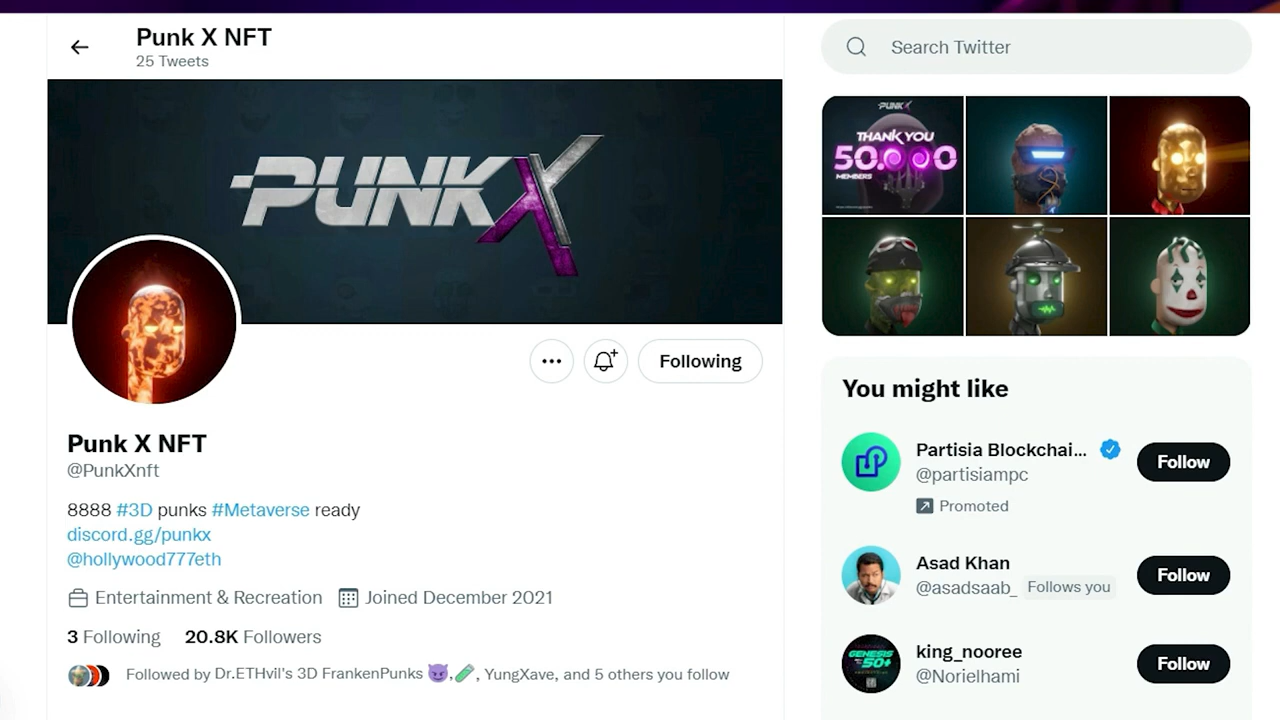 Punk X NFT
25 Tweets
PUNKX
Following
Punk X NFT
@PunkXnft
8888 #3D punks #Metaverse ready
discord.gg/punkx
@hollywood777eth
Entertainment & Recreation Joined December 2021
3 Following 20.8K Followers
Followed by Dr.ETHvil's 3D FrankenPunks 😈,🧪, YungXave, and 5 others you follow
Search Twitter
PUNKX
THANK YOU
50.000
MEMBERS
You might like
Partisia Blockchai...
@partisiampc
Promoted
Follow
Asad Khan
@asadsaab_ Follows you
Follow
GENESIS
50+
king_nooree
@Norielhami
Follow